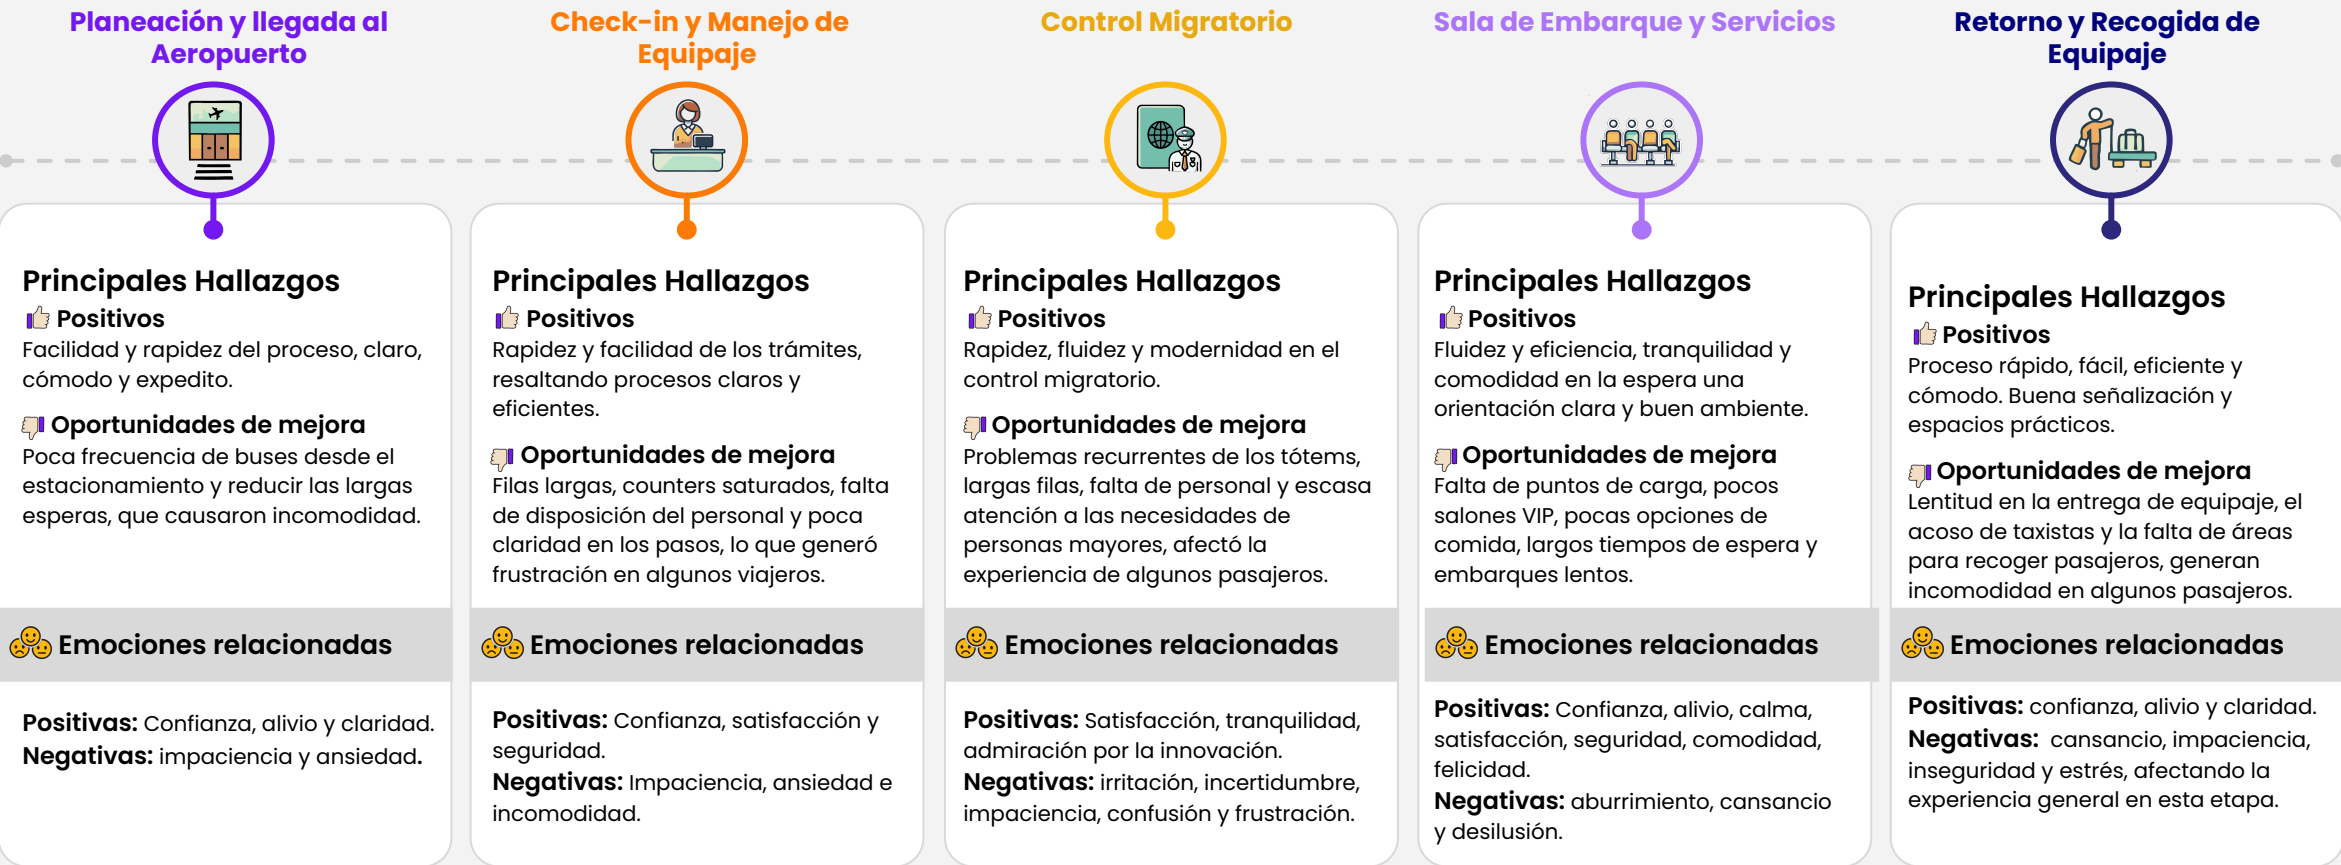 Planeación y llegada al
Aeropuerto
Principales Hallazgos
Positivos
Facilidad y rapidez del proceso, claro,
cómodo y expedito.
Oportunidades de mejora
Poca frecuencia de buses desde el
estacionamiento y reducir las largas
esperas, que causaron incomodidad.
Emociones relacionadas
Positivas: Confianza, alivio y claridad.
Negativas: impaciencia y ansiedad.
Check-in y Manejo de
Equipaje
Principales Hallazgos
Positivos
Rapidez y facilidad de los trámites,
resaltando procesos claros y
eficientes.
Oportunidades de mejora
Filas largas, counters saturados, falta
de disposición del personal y poca
claridad en los pasos, lo que generó
frustración en algunos viajeros.
Emociones relacionadas
Positivas: Confianza, satisfacción y
seguridad.
Negativas: Impaciencia, ansiedad e
incomodidad.
Control Migratorio
Principales Hallazgos
Positivos
Rapidez, fluidez y modernidad en el
control migratorio.
Oportunidades de mejora
Problemas recurrentes de los tótems,
largas filas, falta de personal y escasa
atención a las necesidades de
personas mayores, afectó la
experiencia de algunos pasajeros.
Emociones relacionadas
Positivas: Satisfacción, tranquilidad,
admiración por la innovación.
Negativas: irritación, incertidumbre,
impaciencia, confusión y frustración.
Sala de Embarque y Servicios
Principales Hallazgos
Positivos
Fluidez y eficiencia, tranquilidad y
comodidad en la espera una
orientación clara y buen ambiente.
Oportunidades de mejora
Falta de puntos de carga, pocos
salones VIP, pocas opciones de
comida, largos tiempos de espera y
embarques lentos.
Emociones relacionadas
Positivas: Confianza, alivio, calma,
satisfacción, seguridad, comodidad,
felicidad.
Negativas: aburrimiento, cansancio
y desilusión.
Retorno y Recogida de
Equipaje
Principales Hallazgos
Positivos
Proceso rápido, fácil, eficiente y
cómodo. Buena señalización y
espacios prácticos.
Oportunidades de mejora
Lentitud en la entrega de equipaje, el
acoso de taxistas y la falta de áreas
para recoger pasajeros, generan
incomodidad en algunos pasajeros.
Emociones relacionadas
Positivas: confianza, alivio y claridad.
Negativas: cansancio, impaciencia,
inseguridad y estrés, afectando la
experiencia general en esta etapa.